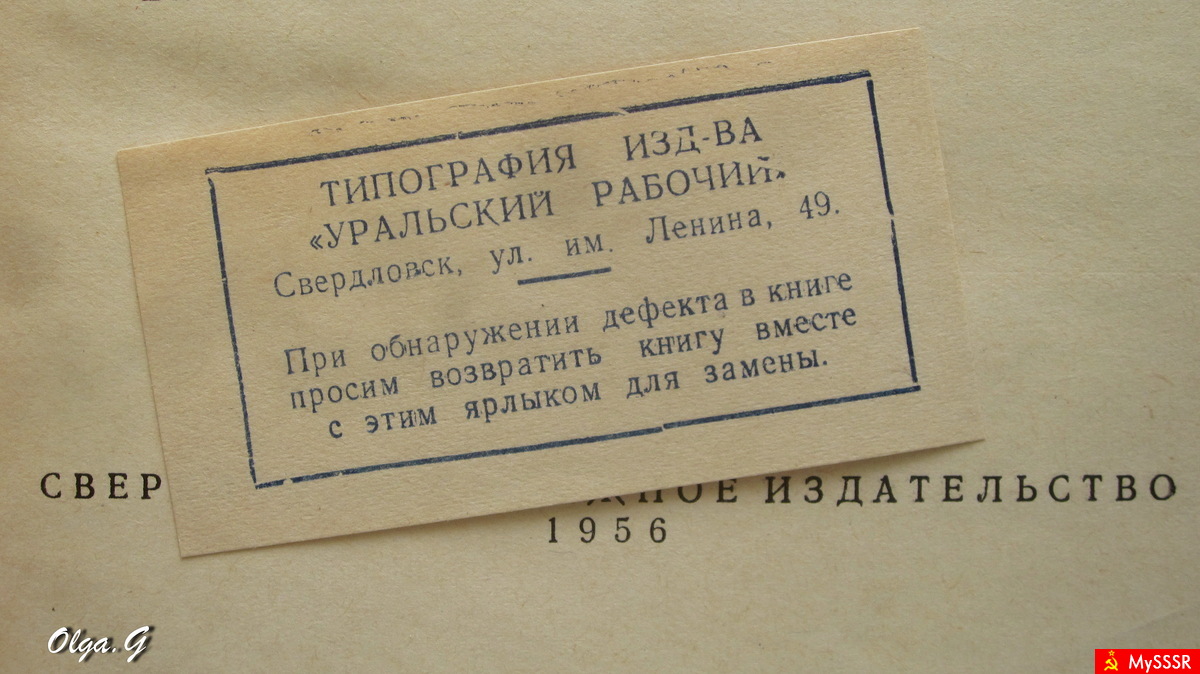 ТИПОГРАФИЯ ИЗД-ВА
«УРАЛЬСКИЙ РАБОЧИЙ.
Свердловск, ул. им. Ленина, 49.
При обнаружении дефекта в книге
просим возвратить книгу вместе
с этим ярлыком для замены.
СВЕР ЖНОЕ ИЗДАТЕЛЬСТВО
1956
Olga.G
MySSSR